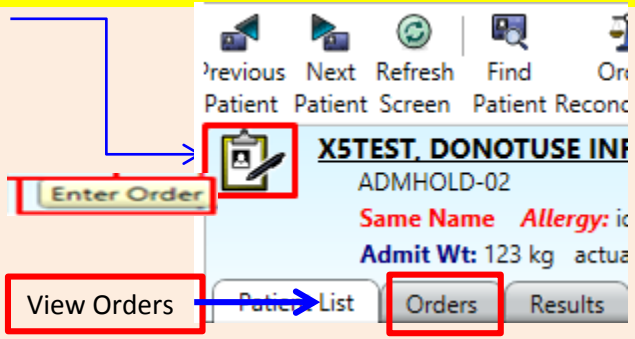 Previous Next Refresh Find
Patient Patient Screen Patient
X5TEST, DONOTUSE
ADMHOLD-02
Enter Order
Same Name Allergy:
Admit Wt: 123 kg
View Orders
Patient List Orders Results